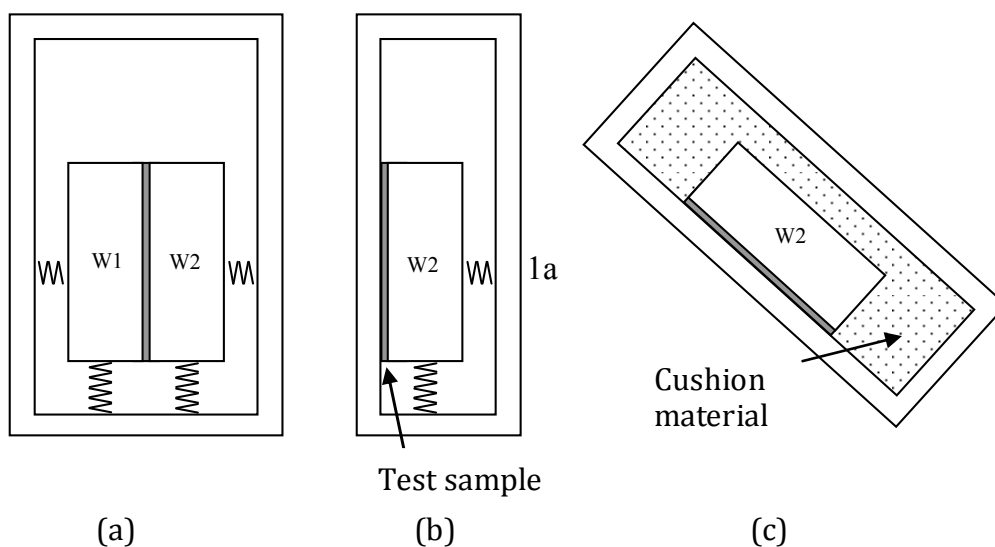 W1 W2
W2
1a
W2
Cushion
material
Test sample
(a) (b) (c)